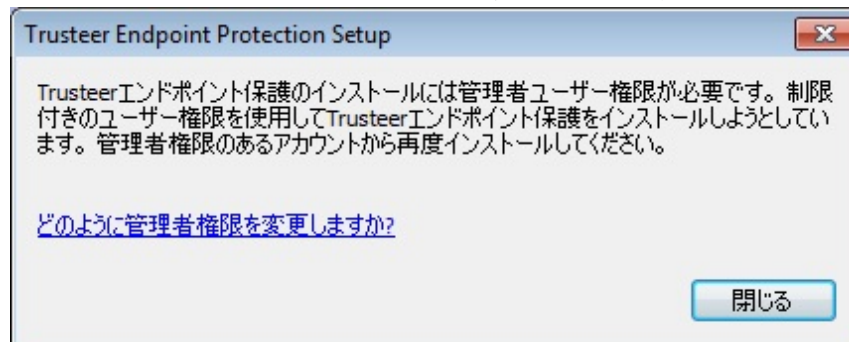 Trusteer Endpoint Protection Setup
Trusteerエンドポイント保護のインストールには管理者ユーザー権限が必要です。制限
付きのユーザー権限を使用してTrusteerエンドポイント保護をインストールしようとしてい
ます。管理者権限のあるアカウントから再度インストールしてください。
どのように管理者権限を変更しますか?
閉じる